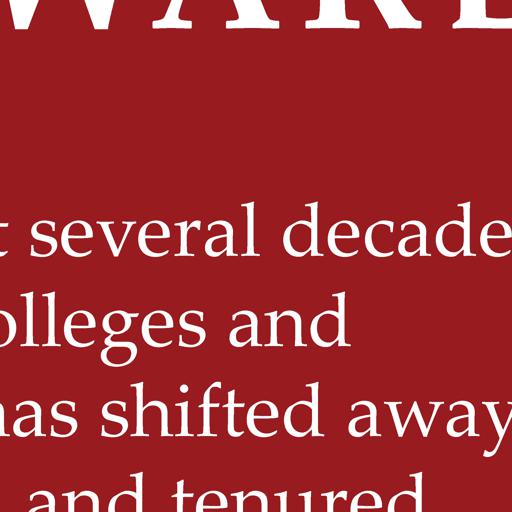 several decade
olleges and
has shifted away
and tenured